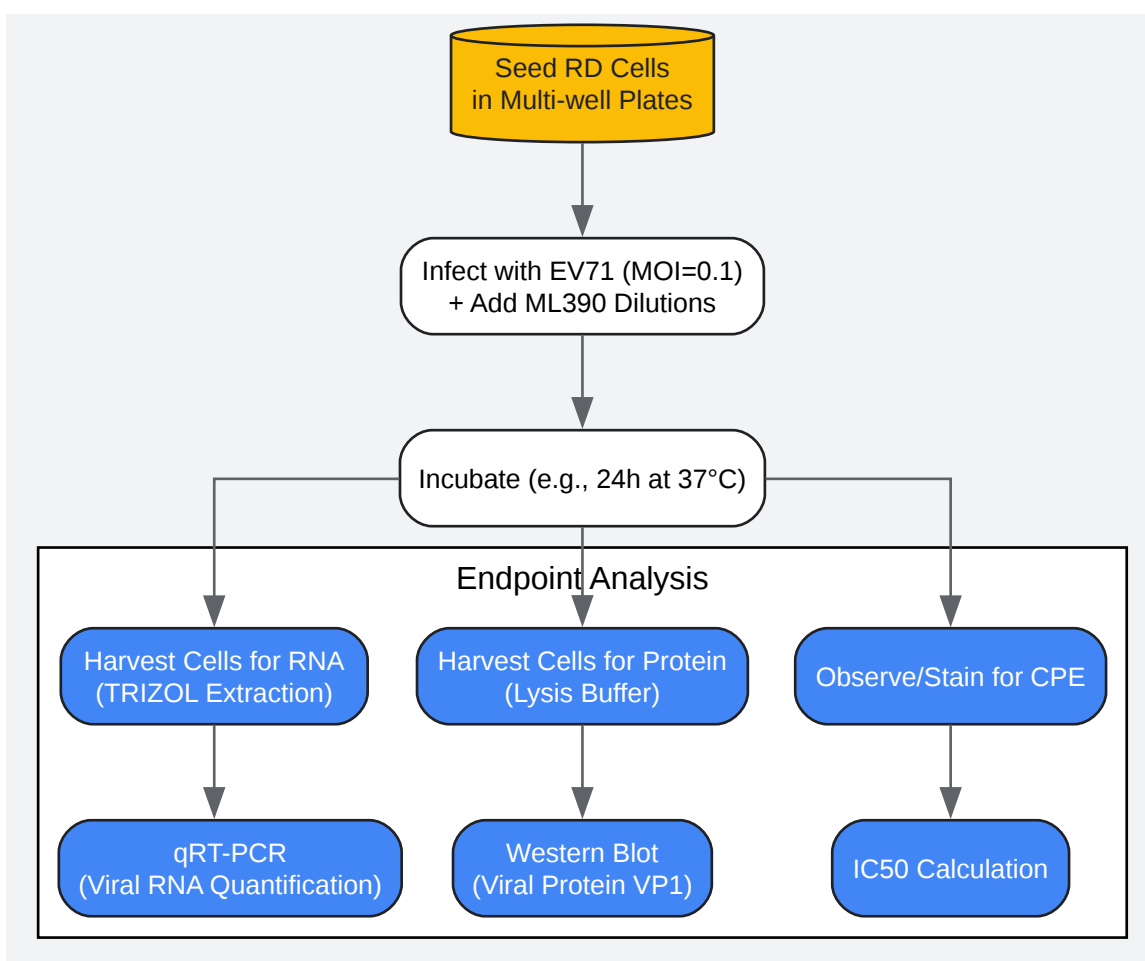 Seed RD Cells
in Multi-well Plates
Infect with EV71 (MOI=0.1)
+ Add ML390 Dilutions
Incubate (e.g., 24h at 37°C)
Endpoint Analysis
Harvest Cells for RNA
(TRIZOL Extraction)
Harvest Cells for Protein
(Lysis Buffer)
Observe/Stain for CPE
qRT-PCR
(Viral RNA Quantification)
Western Blot
(Viral Protein VP1)
IC50 Calculation